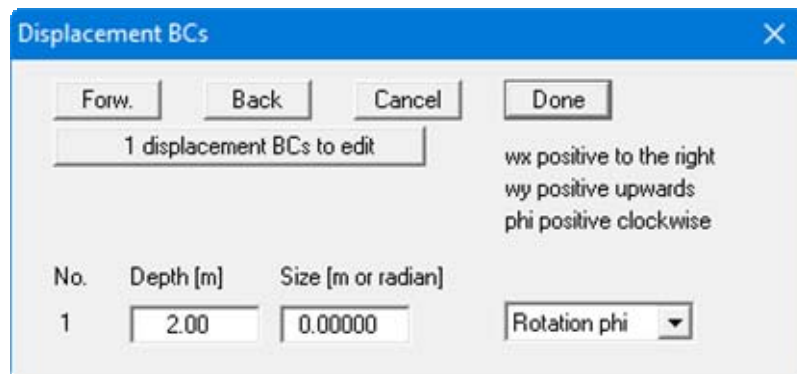 Displacement BCs
Forw. Back Cancel Done
1 displacement BCs to edit
wx positive to the right
wy positive upwards
phi positive clockwise
No. Depth [m] Size [m or radian]
1 2.00 0.00000 Rotation phi